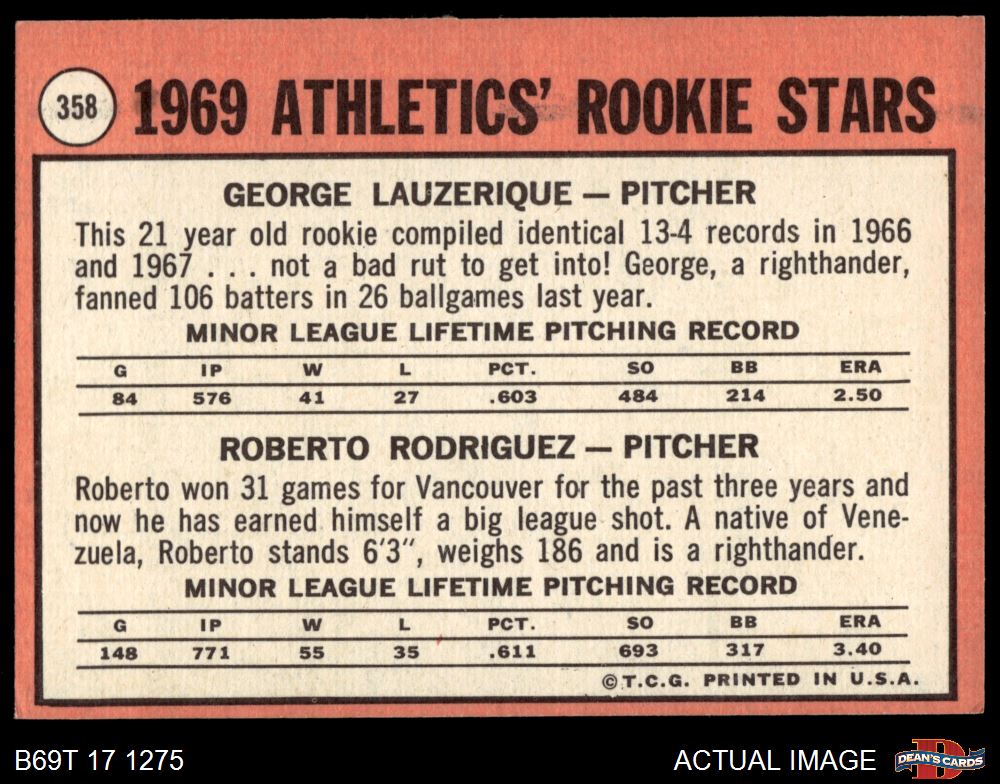 358
1969 ATHLETICS' ROOKIE STARS
GEORGE LAUZERIQUE — PITCHER
This 21 year old rookie compiled identical 13-4 records in 1966
and 1967 . . . not a bad rut to get into! George, a righthander,
fanned 106 batters in 26 ballgames last year.
MINOR LEAGUE LIFETIME PITCHING RECORD
G IP W L PCT. SO BB ERA
84 576 41 27 .603 484 214 2.50
ROBERTO RODRIGUEZ — PITCHER
Roberto won 31 games for Vancouver for the past three years and
now he has earned himself a big league shot. A native of Vene-
zuela, Roberto stands 6'3", weighs 186 and is a righthander.
MINOR LEAGUE LIFETIME PITCHING RECORD
G IP W L PCT. SO BB ERA
148 771 55 35 .611 693 317 3.40
©T.C.G. PRINTED IN U.S.A.
B69T 17 1275 ACTUAL IMAGE
DEAN'S CARDS